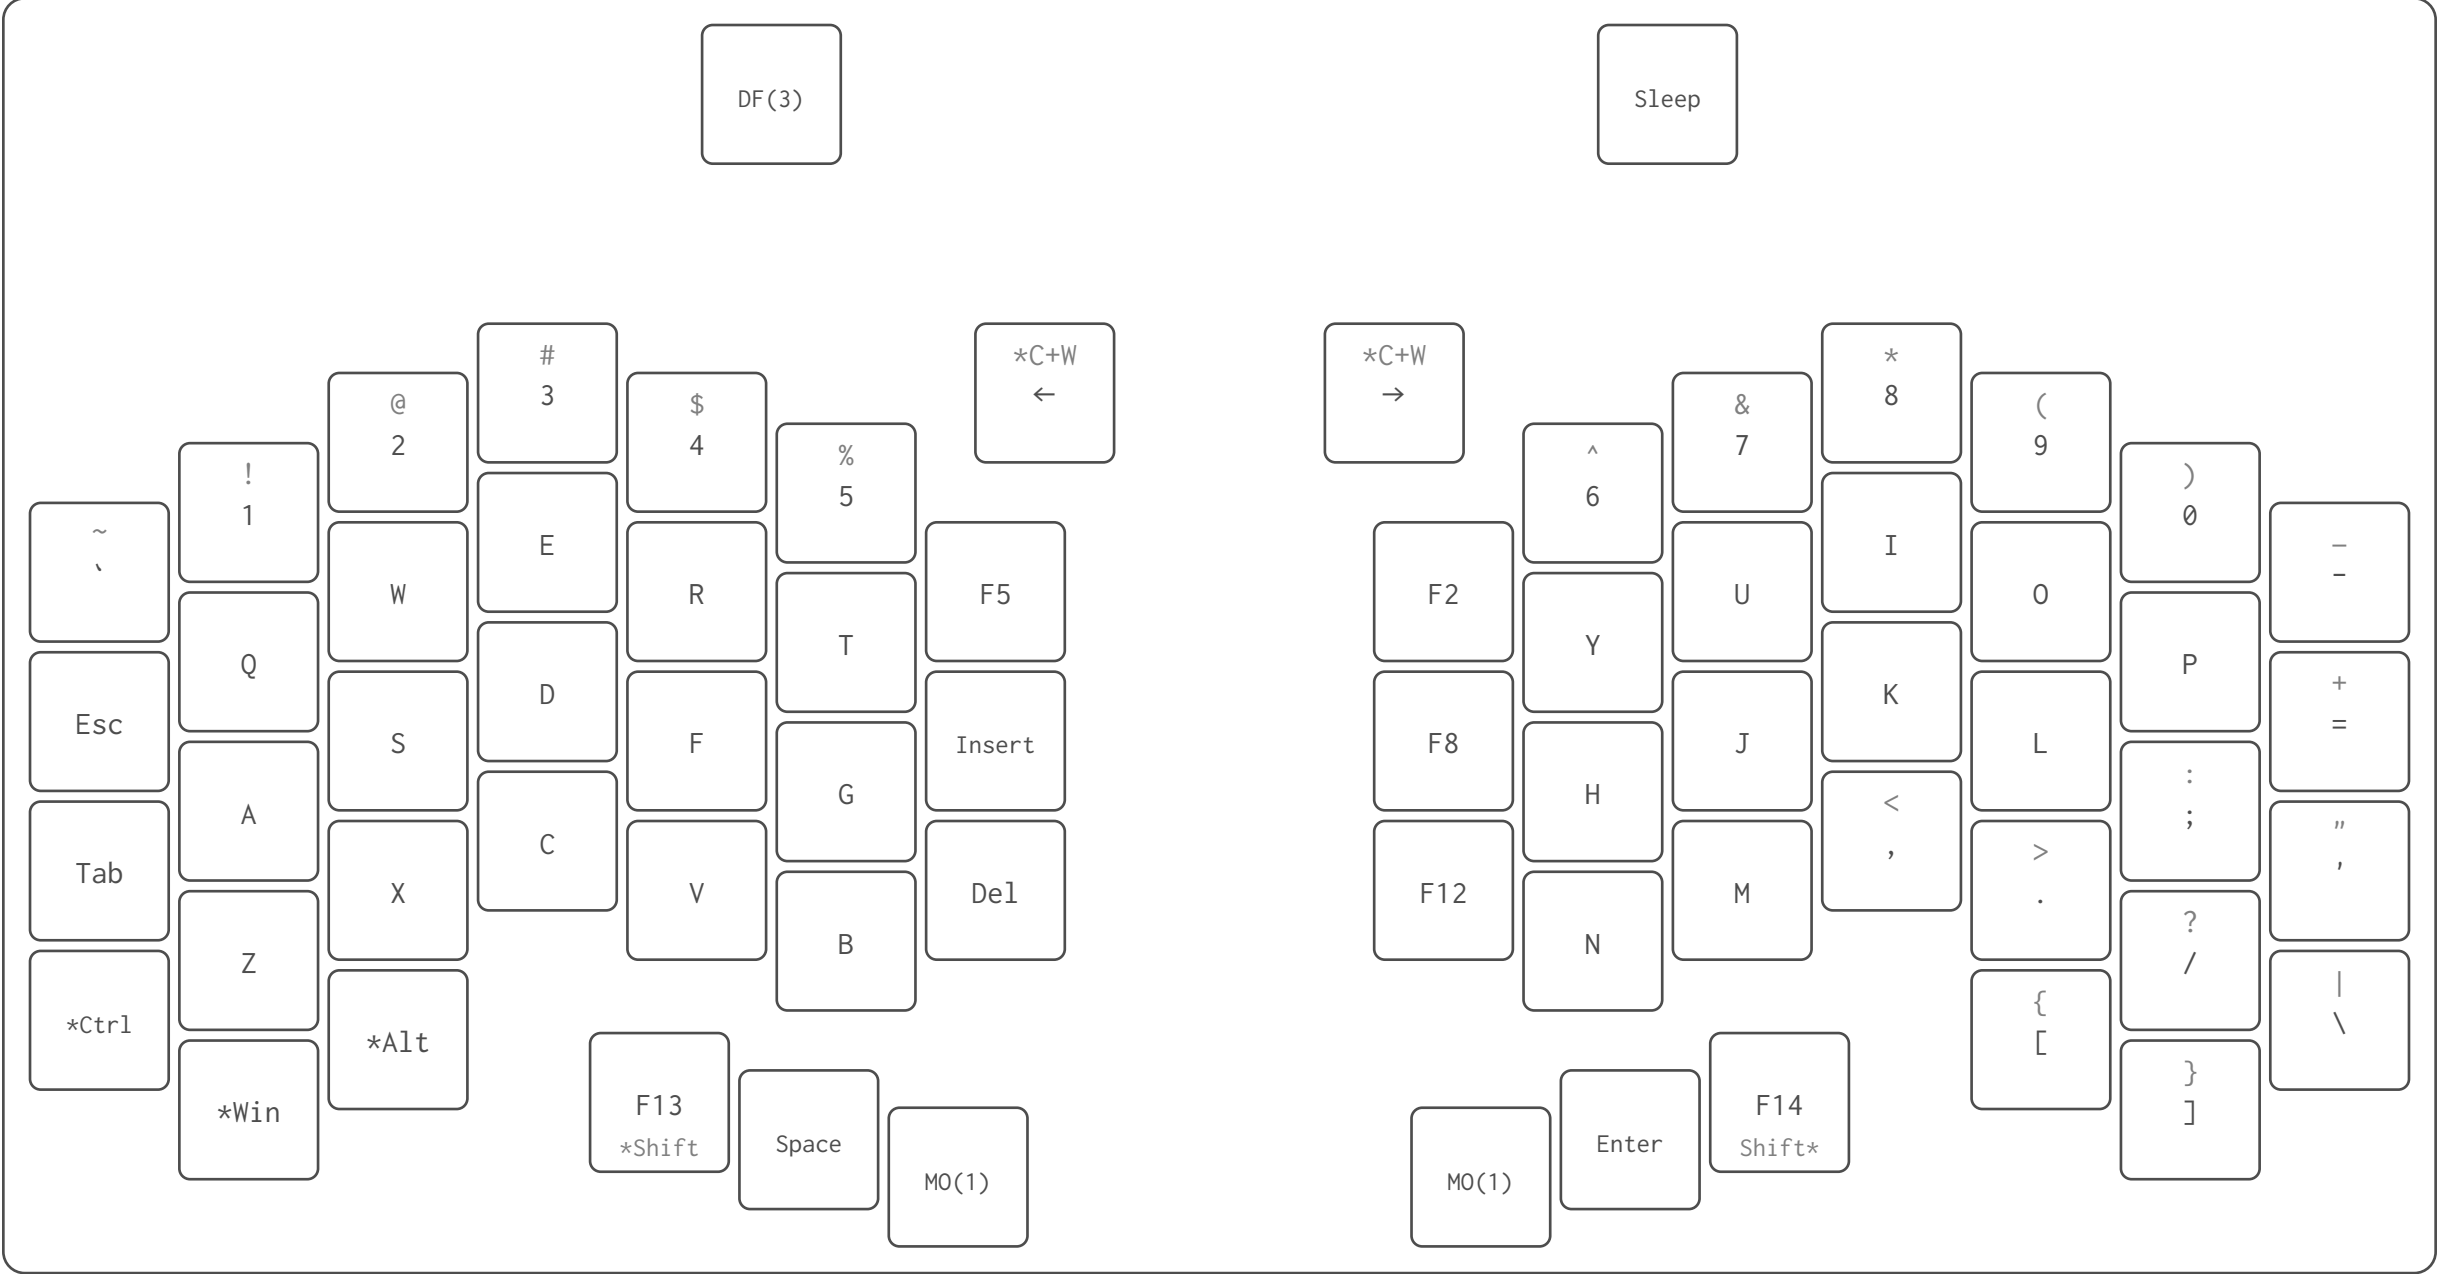 DF(3)
Sleep
~
`
!
1
@
2
#
3
$
4
%
5
*C+W
←
*C+W
→
^
6
&
7
*
8
(
9
)
0
_
-
Esc
Q
W
E
R
T
F5
F2
Y
U
I
O
P
+
=
Tab
A
S
D
F
G
Insert
F8
H
J
K
L
:
;
"
'
*Ctrl
Z
X
C
V
B
Del
F12
N
M
<
,
>
.
?
/
|
\
*Win
*Alt
F13
*Shift
Space
MO(1)
MO(1)
Enter
F14
Shift*
{
[
}
]